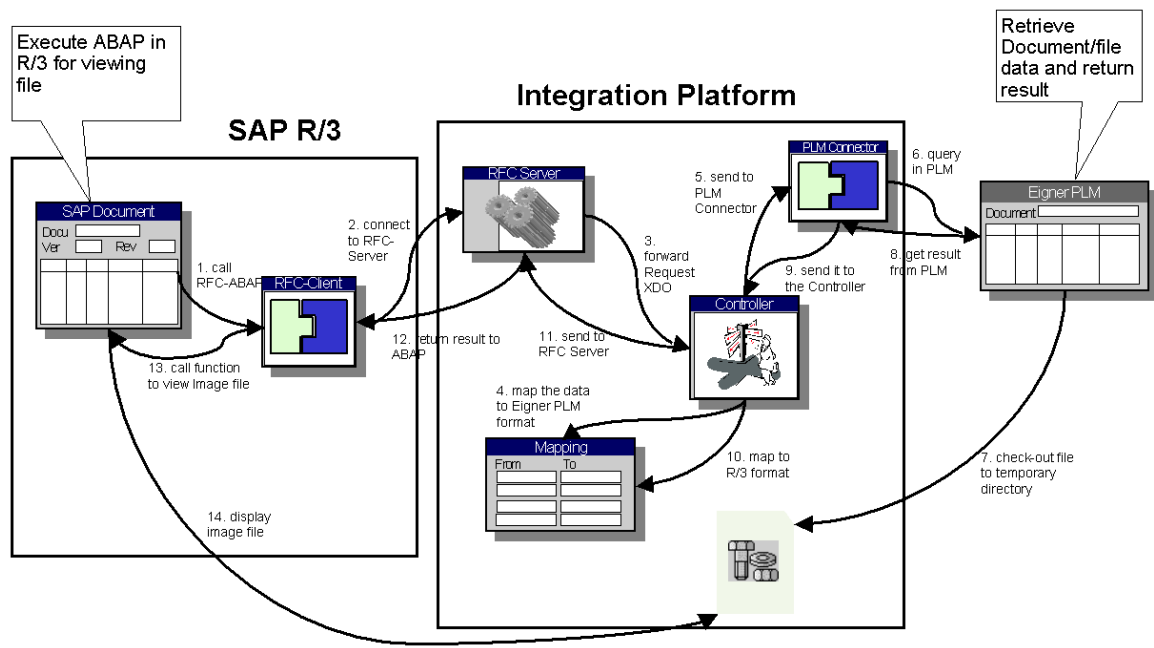 Execute ABAP in
R/3 for viewing
file
Retrieve
Document/file
data and return
result
Integration Platform
SAP R/3
SAP Document
Docu
Ver
Rev
1. call
RFC-ABAP
RFC-Client
2. connect
to RFC-
Server
RFC Server
3.
forward
Request
XDO
PLM Connector
5. send to
PLM
Connector
6. query
in PLM
Eigner PLM
Document
8. get result
from PLM
9. send it to
the Controller
Controller
11. send to
RFC Server
12. return result to
ABAP
13. call function
to view Image file
4. map the data
to Eigner PLM
format
Mapping
From
To
10. map to
R/3 format
7. check-out file
to temporary
directory
14. display
image file